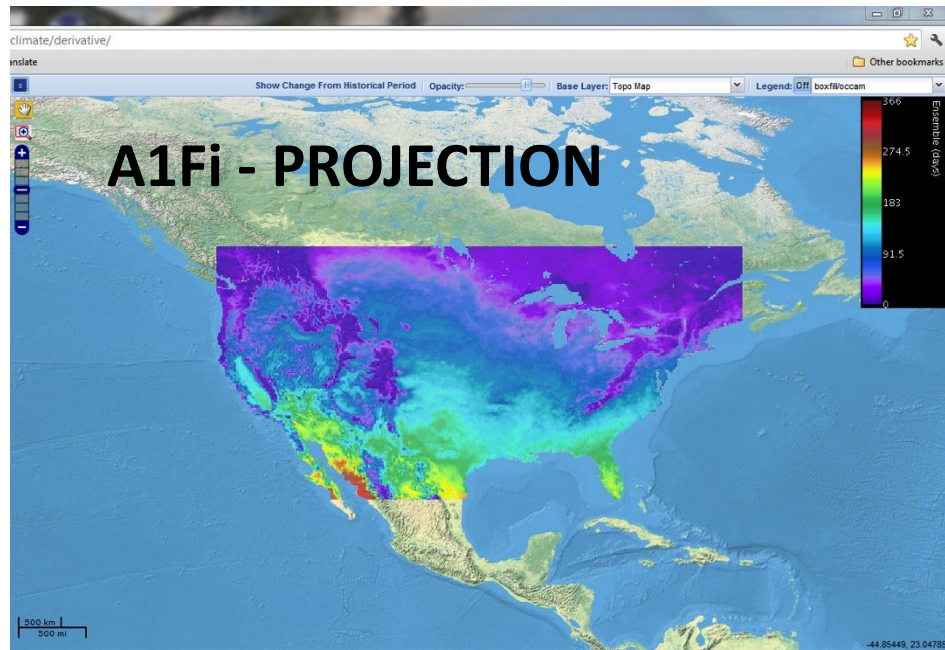 climate/derivative/
anslate
Other bookmarks
Show Change From Historical Period Opacity: Base Layer: Topo Map Legend: Off boxfill/occam
A1Fi - PROJECTION
366
274.5
183
91.5
0
Ensemble (days)
500 km
500 mi
-44.85449, 23.04785